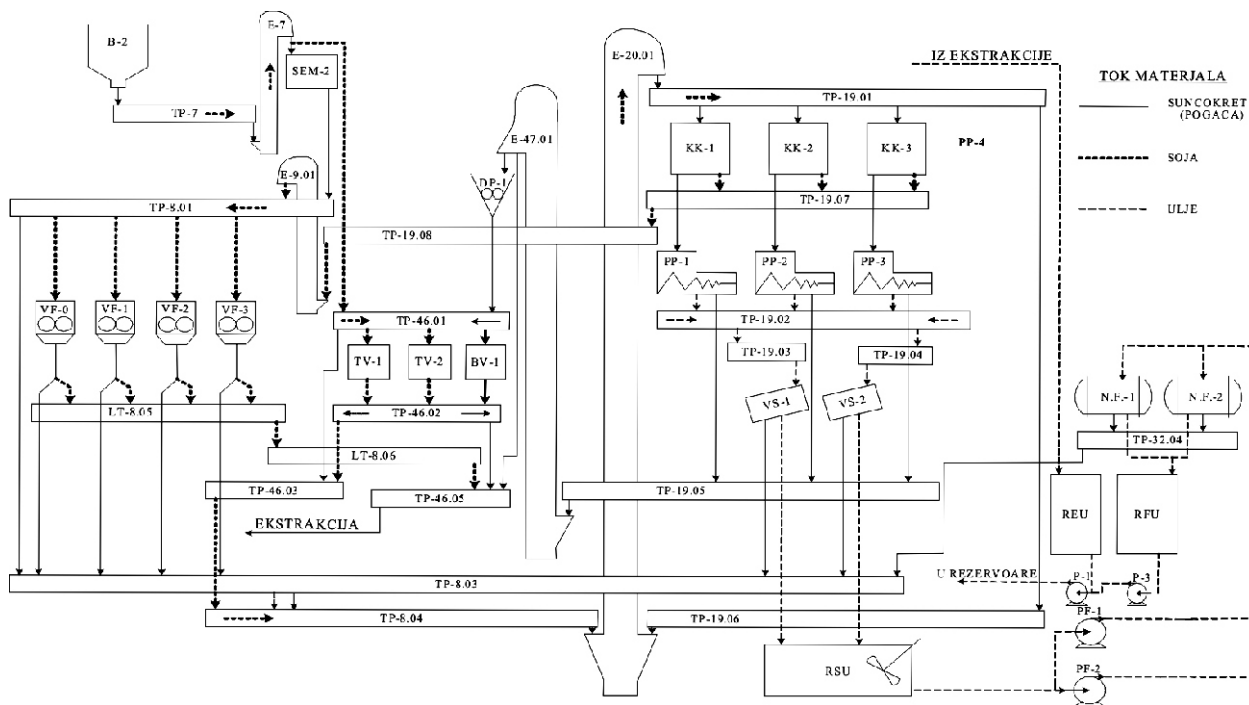 B-2
E-7
SEM-2
TP-7
E-20.01
IZ EKSTRAKCIJE
TOK MATERJALA
SUNCOKRET
(POGACA)
SOJA
ULJE
TP-19.01
E-47.01
KK-1
KK-2
KK-3
PP-4
E-9.01
DP-1
TP-8.01
TP-19.07
TP-19.08
PP-1
PP-2
PP-3
VF-0
VF-1
VF-2
VF-3
TP-46.01
TP-19.02
TV-1
TV-2
BV-1
TP-19.03
TP-19.04
LT-8.05
TP-46.02
VS-1
VS-2
N.F.-1
N.F.-2
TP-32.04
LT-8.06
TP-46.03
TP-46.05
TP-19.05
EKSTRAKCIJA
REU
RFU
U REZERVOARE
P-1
P-3
TP-8.03
TP-8.04
TP-19.06
PF-1
RSU
PF-2